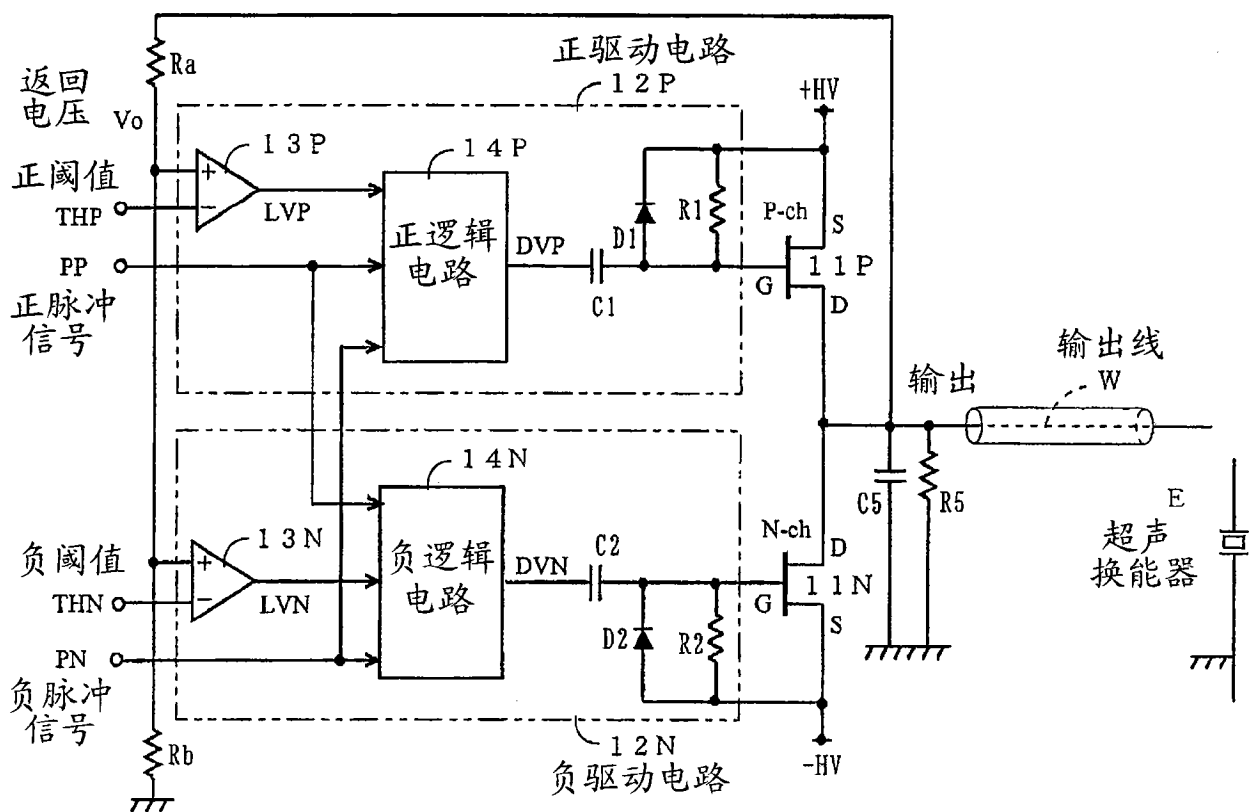 Ra
返回
电压
Vo
正驱动电路
12P
+HV
13P
14P
正阈值
THP
LVP
正逻辑
电路
DVP
C1
D1
R1
P-ch
S
11P
G
D
PP
正脉冲
信号
输出
输出线
W
14N
C5
R5
E
超声
换能器
13N
负阈值
THN
LVN
负逻辑
电路
DVN
C2
D2
R2
N-ch
D
11N
G
S
PN
负脉冲
信号
Rb
12N
负驱动电路
-HV